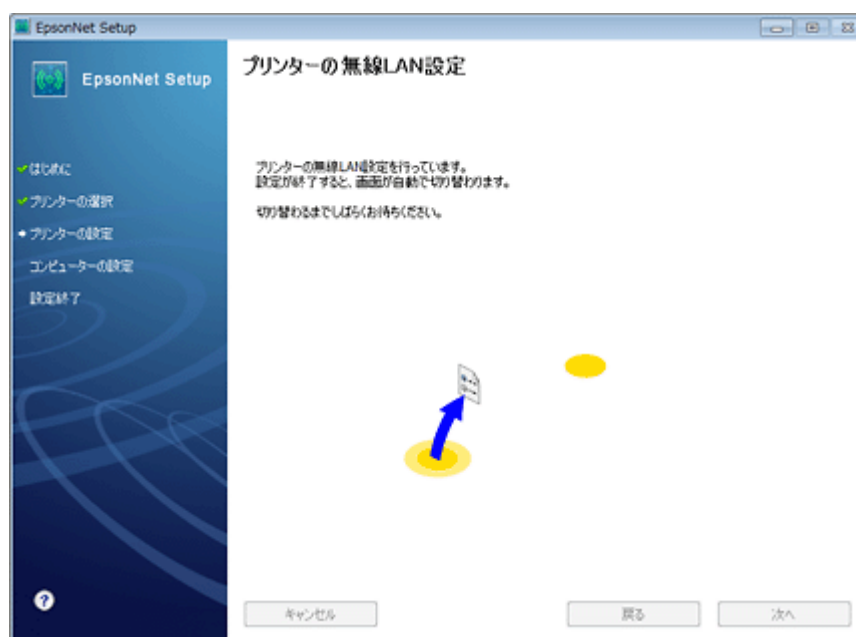 EpsonNet Setup
EpsonNet Setup
はじめに
プリンターの選択
プリンターの設定
コンピューターの設定
設定終了
プリンターの無線LAN設定
プリンターの無線LAN設定を行っています。
設定が終了すると、画面が自動で切り替わります。
切り替わるまでしばらくお待ちください。
?
キャンセル
戻る
次へ